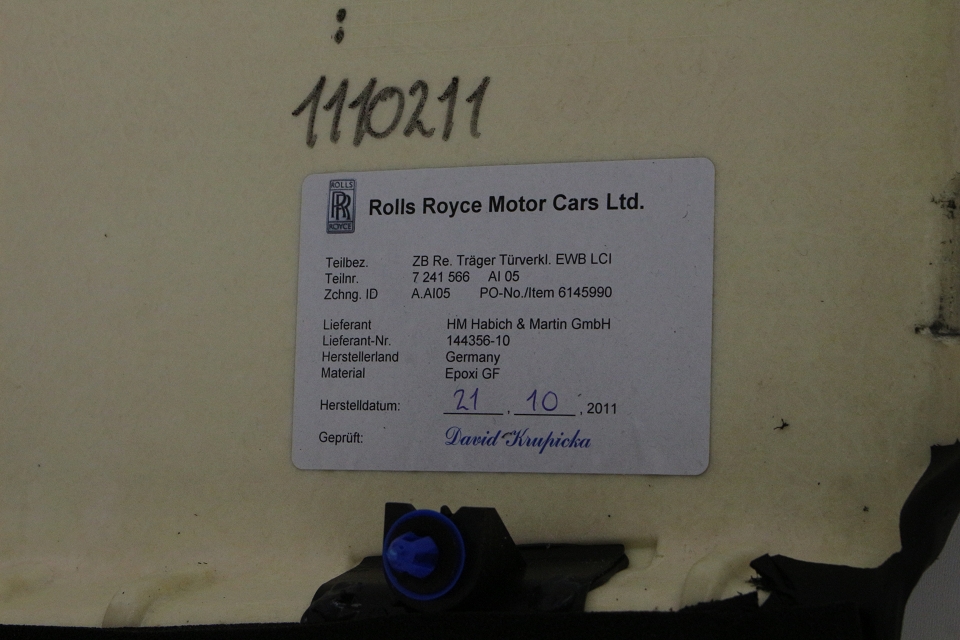 1110211
ROLLS
RR
ROYCE
Rolls Royce Motor Cars Ltd.
Teilbez. ZB Re. Träger Türverkl. EWB LCI
Teilnr. 7 241 566 AI 05
Zchng. ID A.AI05 PO-No./Item 6145990
Lieferant HM Habich & Martin GmbH
Lieferant-Nr. 144356-10
Herstellerland Germany
Material Epoxi GF
Herstelldatum: 21 . 10 . 2011
Geprüft: David Krupicka